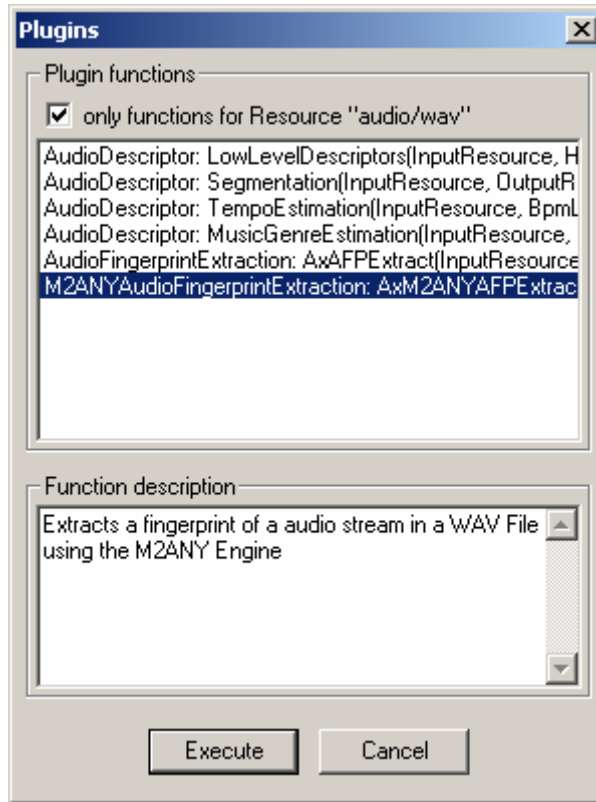 Plugins
Plugin functions
only functions for Resource "audio/wav"
AudioDescriptor: LowLevelDescriptors(InputResource, H
AudioDescriptor: Segmentation(InputResource, OutputR
AudioDescriptor: TempoEstimation(InputResource, BpmL
AudioDescriptor: MusicGenreEstimation(InputResource,
AudioFingerprintExtraction: AxAFPExtract(InputResource
M2ANYAudioFingerprintExtraction: AxM2ANYAFPExtrac
Function description
Extracts a fingerprint of a audio stream in a WAV File
using the M2ANY Engine
Execute Cancel